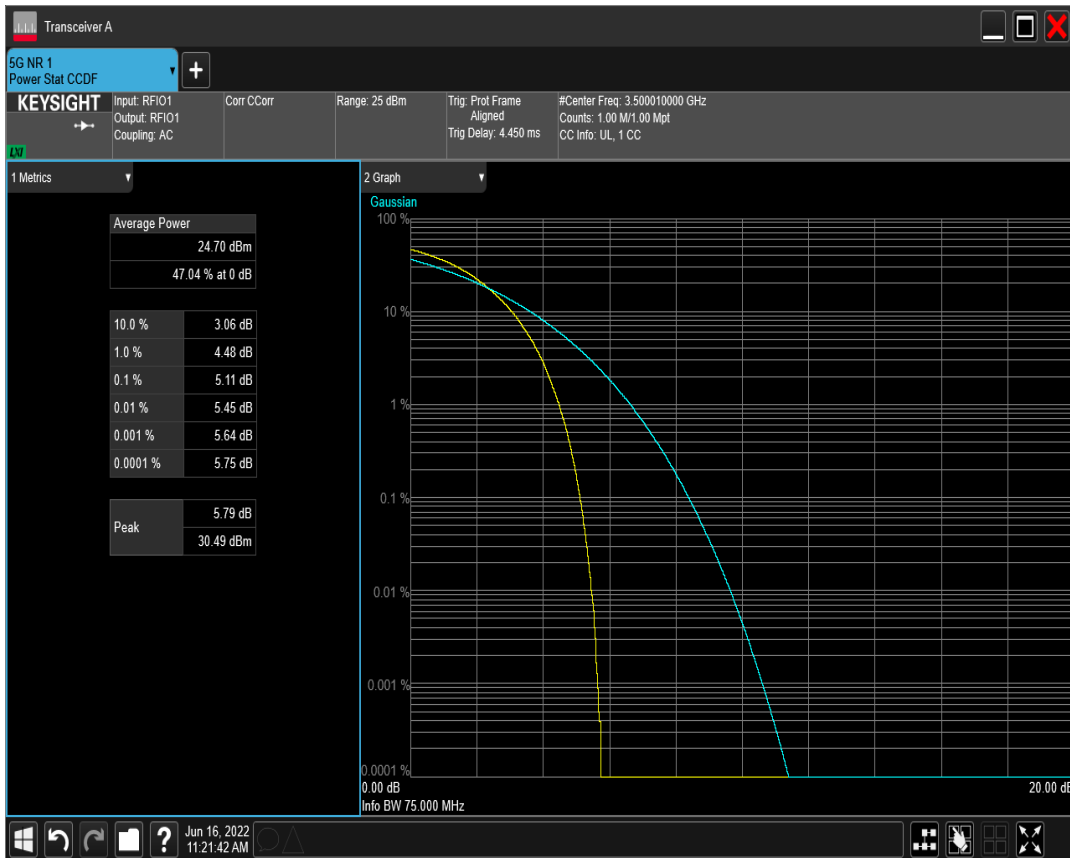 Transceiver A
5G NR 1
Power Stat CCDF
+
KEYSIGHT
LXI
Input: RFIO1
Output: RFIO1
Coupling: AC
Corr CCorr
Range: 25 dBm
Trig: Prot Frame
Aligned
Trig Delay: 4.450 ms
#Center Freq: 3.500010000 GHz
Counts: 1.00 M/1.00 Mpt
CC Info: UL, 1 CC
1 Metrics
Average Power
24.70 dBm
47.04 % at 0 dB
10.0 % 3.06 dB
1.0 % 4.48 dB
0.1 % 5.11 dB
0.01 % 5.45 dB
0.001 % 5.64 dB
0.0001 % 5.75 dB
Peak
5.79 dB
30.49 dBm
2 Graph
Gaussian
100 %
10 %
1 %
0.1 %
0.01 %
0.001 %
0.0001 %
0.00 dB 20.00 dB
Info BW 75.000 MHz
?
Jun 16, 2022
11:21:42 AM